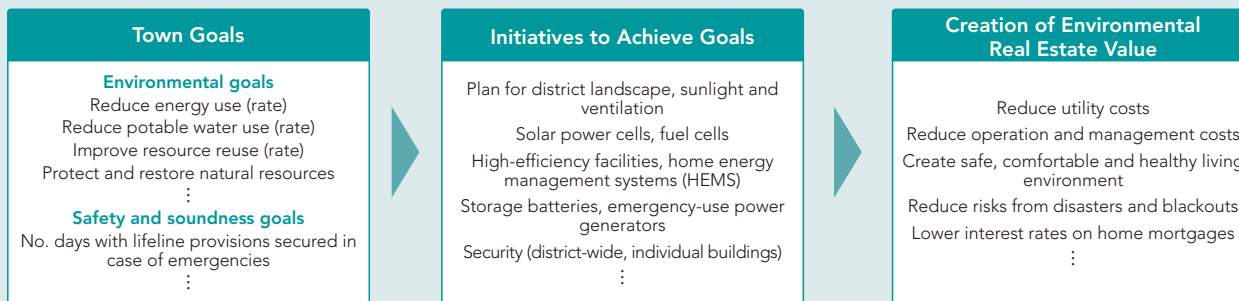 Town Goals
Environmental goals
Reduce energy use (rate)
Reduce potable water use (rate)
Improve resource reuse (rate)
Protect and restore natural resources
⋮
Safety and soundness goals
No. days with lifeline provisions secured in
case of emergencies
⋮
Initiatives to Achieve Goals
Plan for district landscape, sunlight and
ventilation
Solar power cells, fuel cells
High-efficiency facilities, home energy
management systems (HEMS)
Storage batteries, emergency-use power
generators
Security (district-wide, individual buildings)
⋮
Creation of Environmental
Real Estate Value
Reduce utility costs
Reduce operation and management costs
Create safe, comfortable and healthy living
environment
Reduce risks from disasters and blackouts
Lower interest rates on home mortgages
⋮